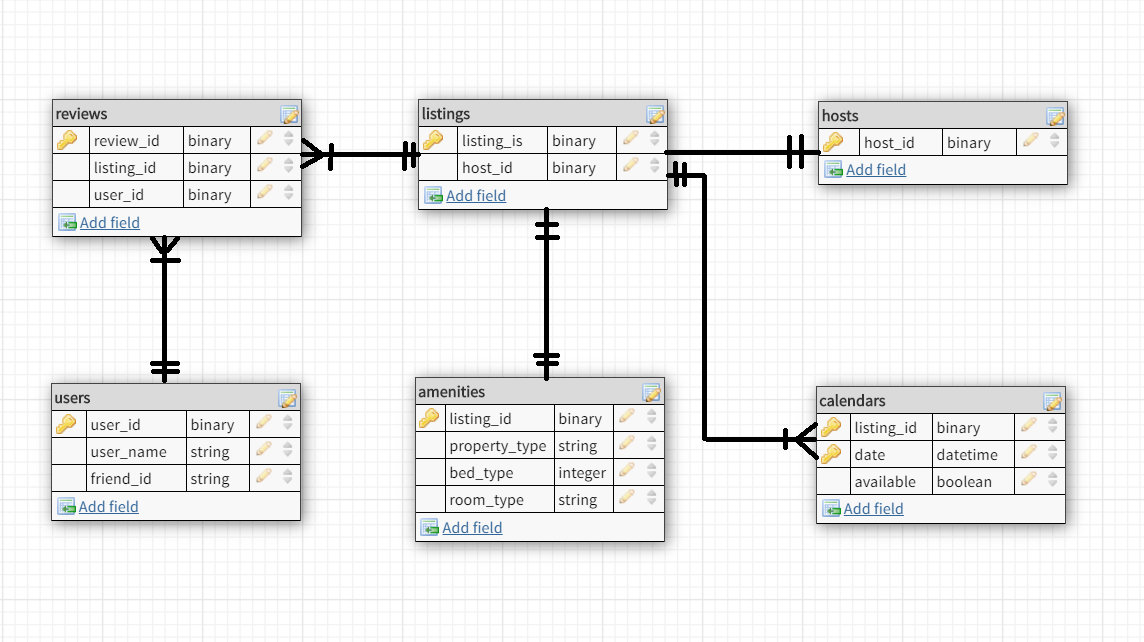 reviews
review_id binary
listing_id binary
user_id binary
Add field
listings
listing_is binary
host_id binary
Add field
hosts
host_id binary
Add field
users
user_id binary
user_name string
friend_id string
Add field
amenities
listing_id binary
property_type string
bed_type integer
room_type string
Add field
calendars
listing_id binary
date datetime
available boolean
Add field